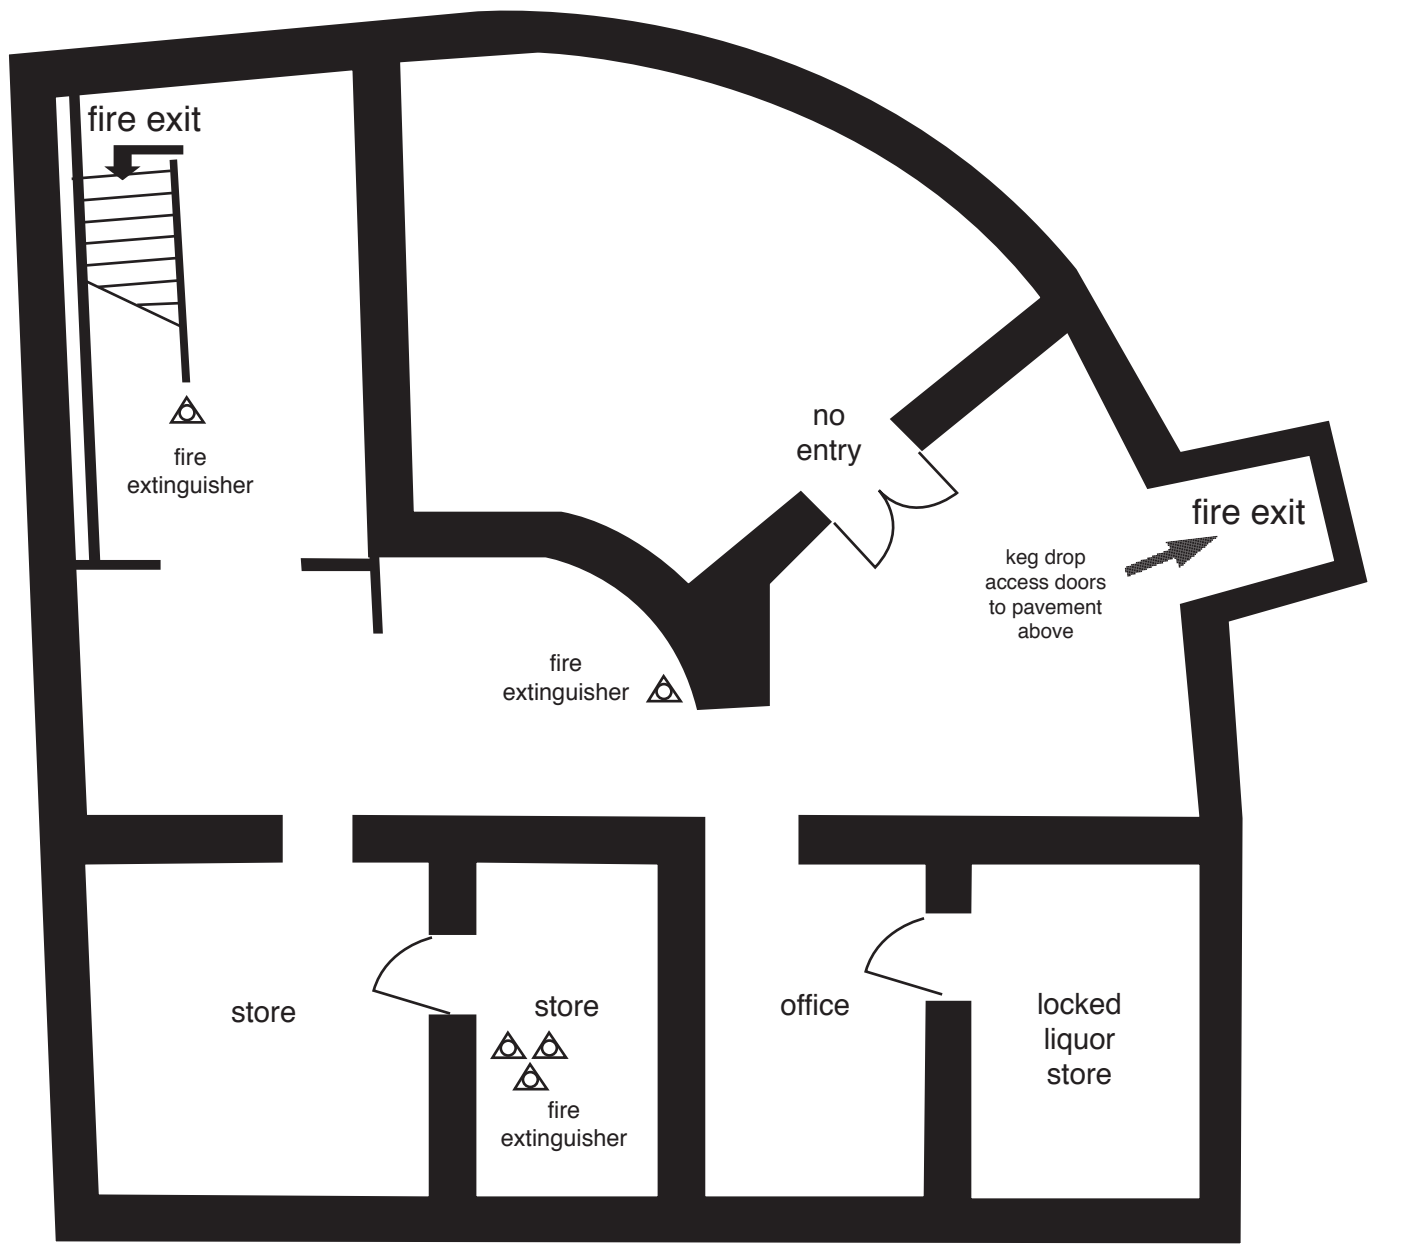 fire exit
fire
extinguisher
no
entry
fire exit
keg drop
access doors
to pavement
above
fire
extinguisher
store
store
fire
extinguisher
office
locked
liquor
store